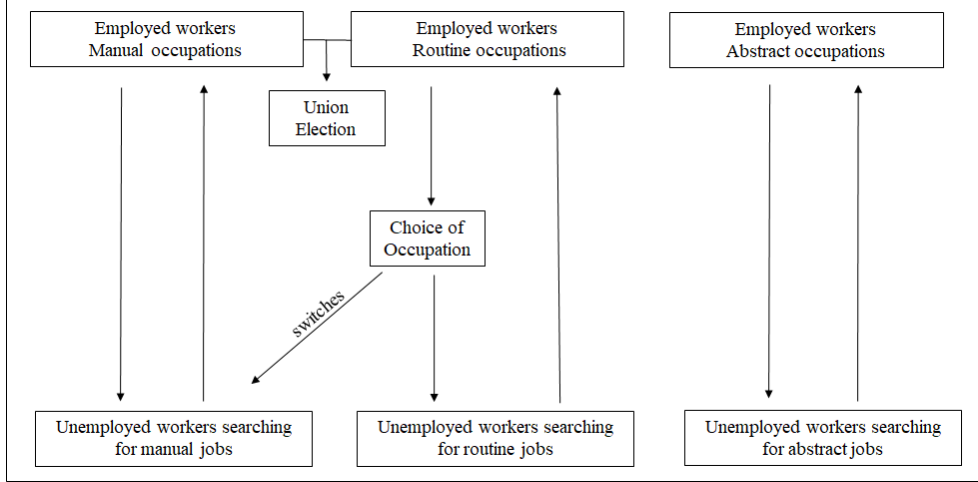 Employed workers
Manual occupations
Employed workers
Routine occupations
Employed workers
Abstract occupations
Union
Election
Choice of
Occupation
switches
Unemployed workers searching
for manual jobs
Unemployed workers searching
for routine jobs
Unemployed workers searching
for abstract jobs